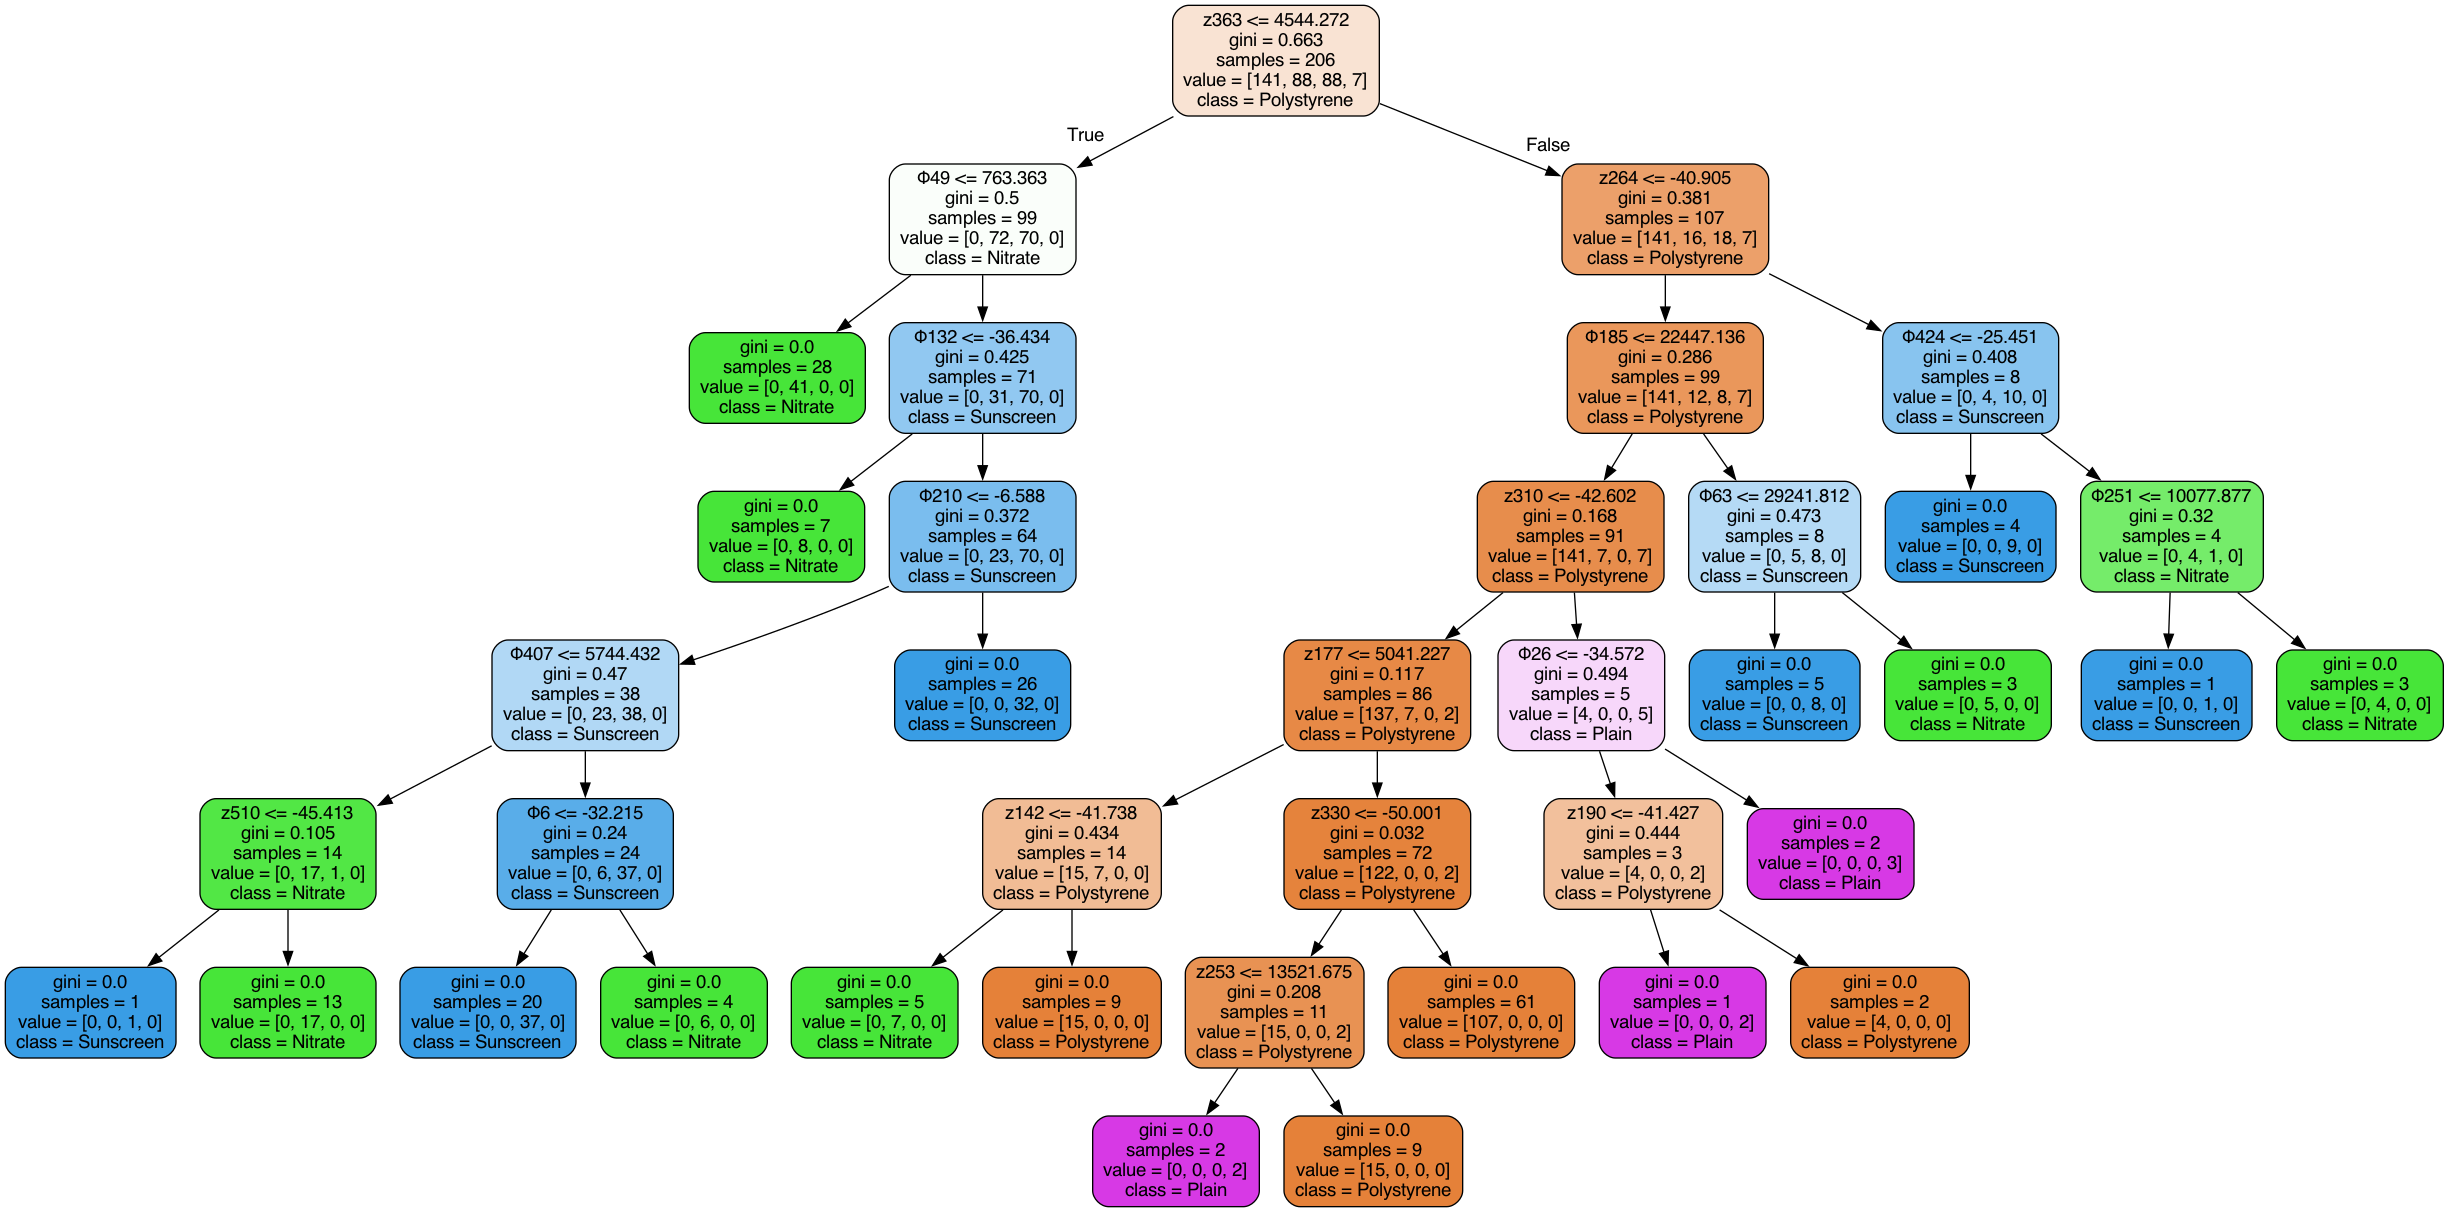 z363 <= 4544.272
gini = 0.663
samples = 206
value = [141, 88, 88, 7]
class = Polystyrene
True
False
Φ49 <= 763.363
gini = 0.5
samples = 99
value = [0, 72, 70, 0]
class = Nitrate
z264 <= -40.905
gini = 0.381
samples = 107
value = [141, 16, 18, 7]
class = Polystyrene
gini = 0.0
samples = 28
value = [0, 41, 0, 0]
class = Nitrate
Φ132 <= -36.434
gini = 0.425
samples = 71
value = [0, 31, 70, 0]
class = Sunscreen
Φ185 <= 22447.136
gini = 0.286
samples = 99
value = [141, 12, 8, 7]
class = Polystyrene
Φ424 <= -25.451
gini = 0.408
samples = 8
value = [0, 4, 10, 0]
class = Sunscreen
gini = 0.0
samples = 7
value = [0, 8, 0, 0]
class = Nitrate
Φ210 <= -6.588
gini = 0.372
samples = 64
value = [0, 23, 70, 0]
class = Sunscreen
z310 <= -42.602
gini = 0.168
samples = 91
value = [141, 7, 0, 7]
class = Polystyrene
Φ63 <= 29241.812
gini = 0.473
samples = 8
value = [0, 5, 8, 0]
class = Sunscreen
gini = 0.0
samples = 4
value = [0, 0, 9, 0]
class = Sunscreen
Φ251 <= 10077.877
gini = 0.32
samples = 4
value = [0, 4, 1, 0]
class = Nitrate
Φ407 <= 5744.432
gini = 0.47
samples = 38
value = [0, 23, 38, 0]
class = Sunscreen
gini = 0.0
samples = 26
value = [0, 0, 32, 0]
class = Sunscreen
z177 <= 5041.227
gini = 0.117
samples = 86
value = [137, 7, 0, 2]
class = Polystyrene
Φ26 <= -34.572
gini = 0.494
samples = 5
value = [4, 0, 0, 5]
class = Plain
gini = 0.0
samples = 5
value = [0, 0, 8, 0]
class = Sunscreen
gini = 0.0
samples = 3
value = [0, 5, 0, 0]
class = Nitrate
gini = 0.0
samples = 1
value = [0, 0, 1, 0]
class = Sunscreen
gini = 0.0
samples = 3
value = [0, 4, 0, 0]
class = Nitrate
z510 <= -45.413
gini = 0.105
samples = 14
value = [0, 17, 1, 0]
class = Nitrate
Φ6 <= -32.215
gini = 0.24
samples = 24
value = [0, 6, 37, 0]
class = Sunscreen
z142 <= -41.738
gini = 0.434
samples = 14
value = [15, 7, 0, 0]
class = Polystyrene
z330 <= -50.001
gini = 0.032
samples = 72
value = [122, 0, 0, 2]
class = Polystyrene
z190 <= -41.427
gini = 0.444
samples = 3
value = [4, 0, 0, 2]
class = Polystyrene
gini = 0.0
samples = 2
value = [0, 0, 0, 3]
class = Plain
gini = 0.0
samples = 1
value = [0, 0, 1, 0]
class = Sunscreen
gini = 0.0
samples = 13
value = [0, 17, 0, 0]
class = Nitrate
gini = 0.0
samples = 20
value = [0, 0, 37, 0]
class = Sunscreen
gini = 0.0
samples = 4
value = [0, 6, 0, 0]
class = Nitrate
gini = 0.0
samples = 5
value = [0, 7, 0, 0]
class = Nitrate
gini = 0.0
samples = 9
value = [15, 0, 0, 0]
class = Polystyrene
z253 <= 13521.675
gini = 0.208
samples = 11
value = [15, 0, 0, 2]
class = Polystyrene
gini = 0.0
samples = 61
value = [107, 0, 0, 0]
class = Polystyrene
gini = 0.0
samples = 1
value = [0, 0, 0, 2]
class = Plain
gini = 0.0
samples = 2
value = [4, 0, 0, 0]
class = Polystyrene
gini = 0.0
samples = 2
value = [0, 0, 0, 2]
class = Plain
gini = 0.0
samples = 9
value = [15, 0, 0, 0]
class = Polystyrene